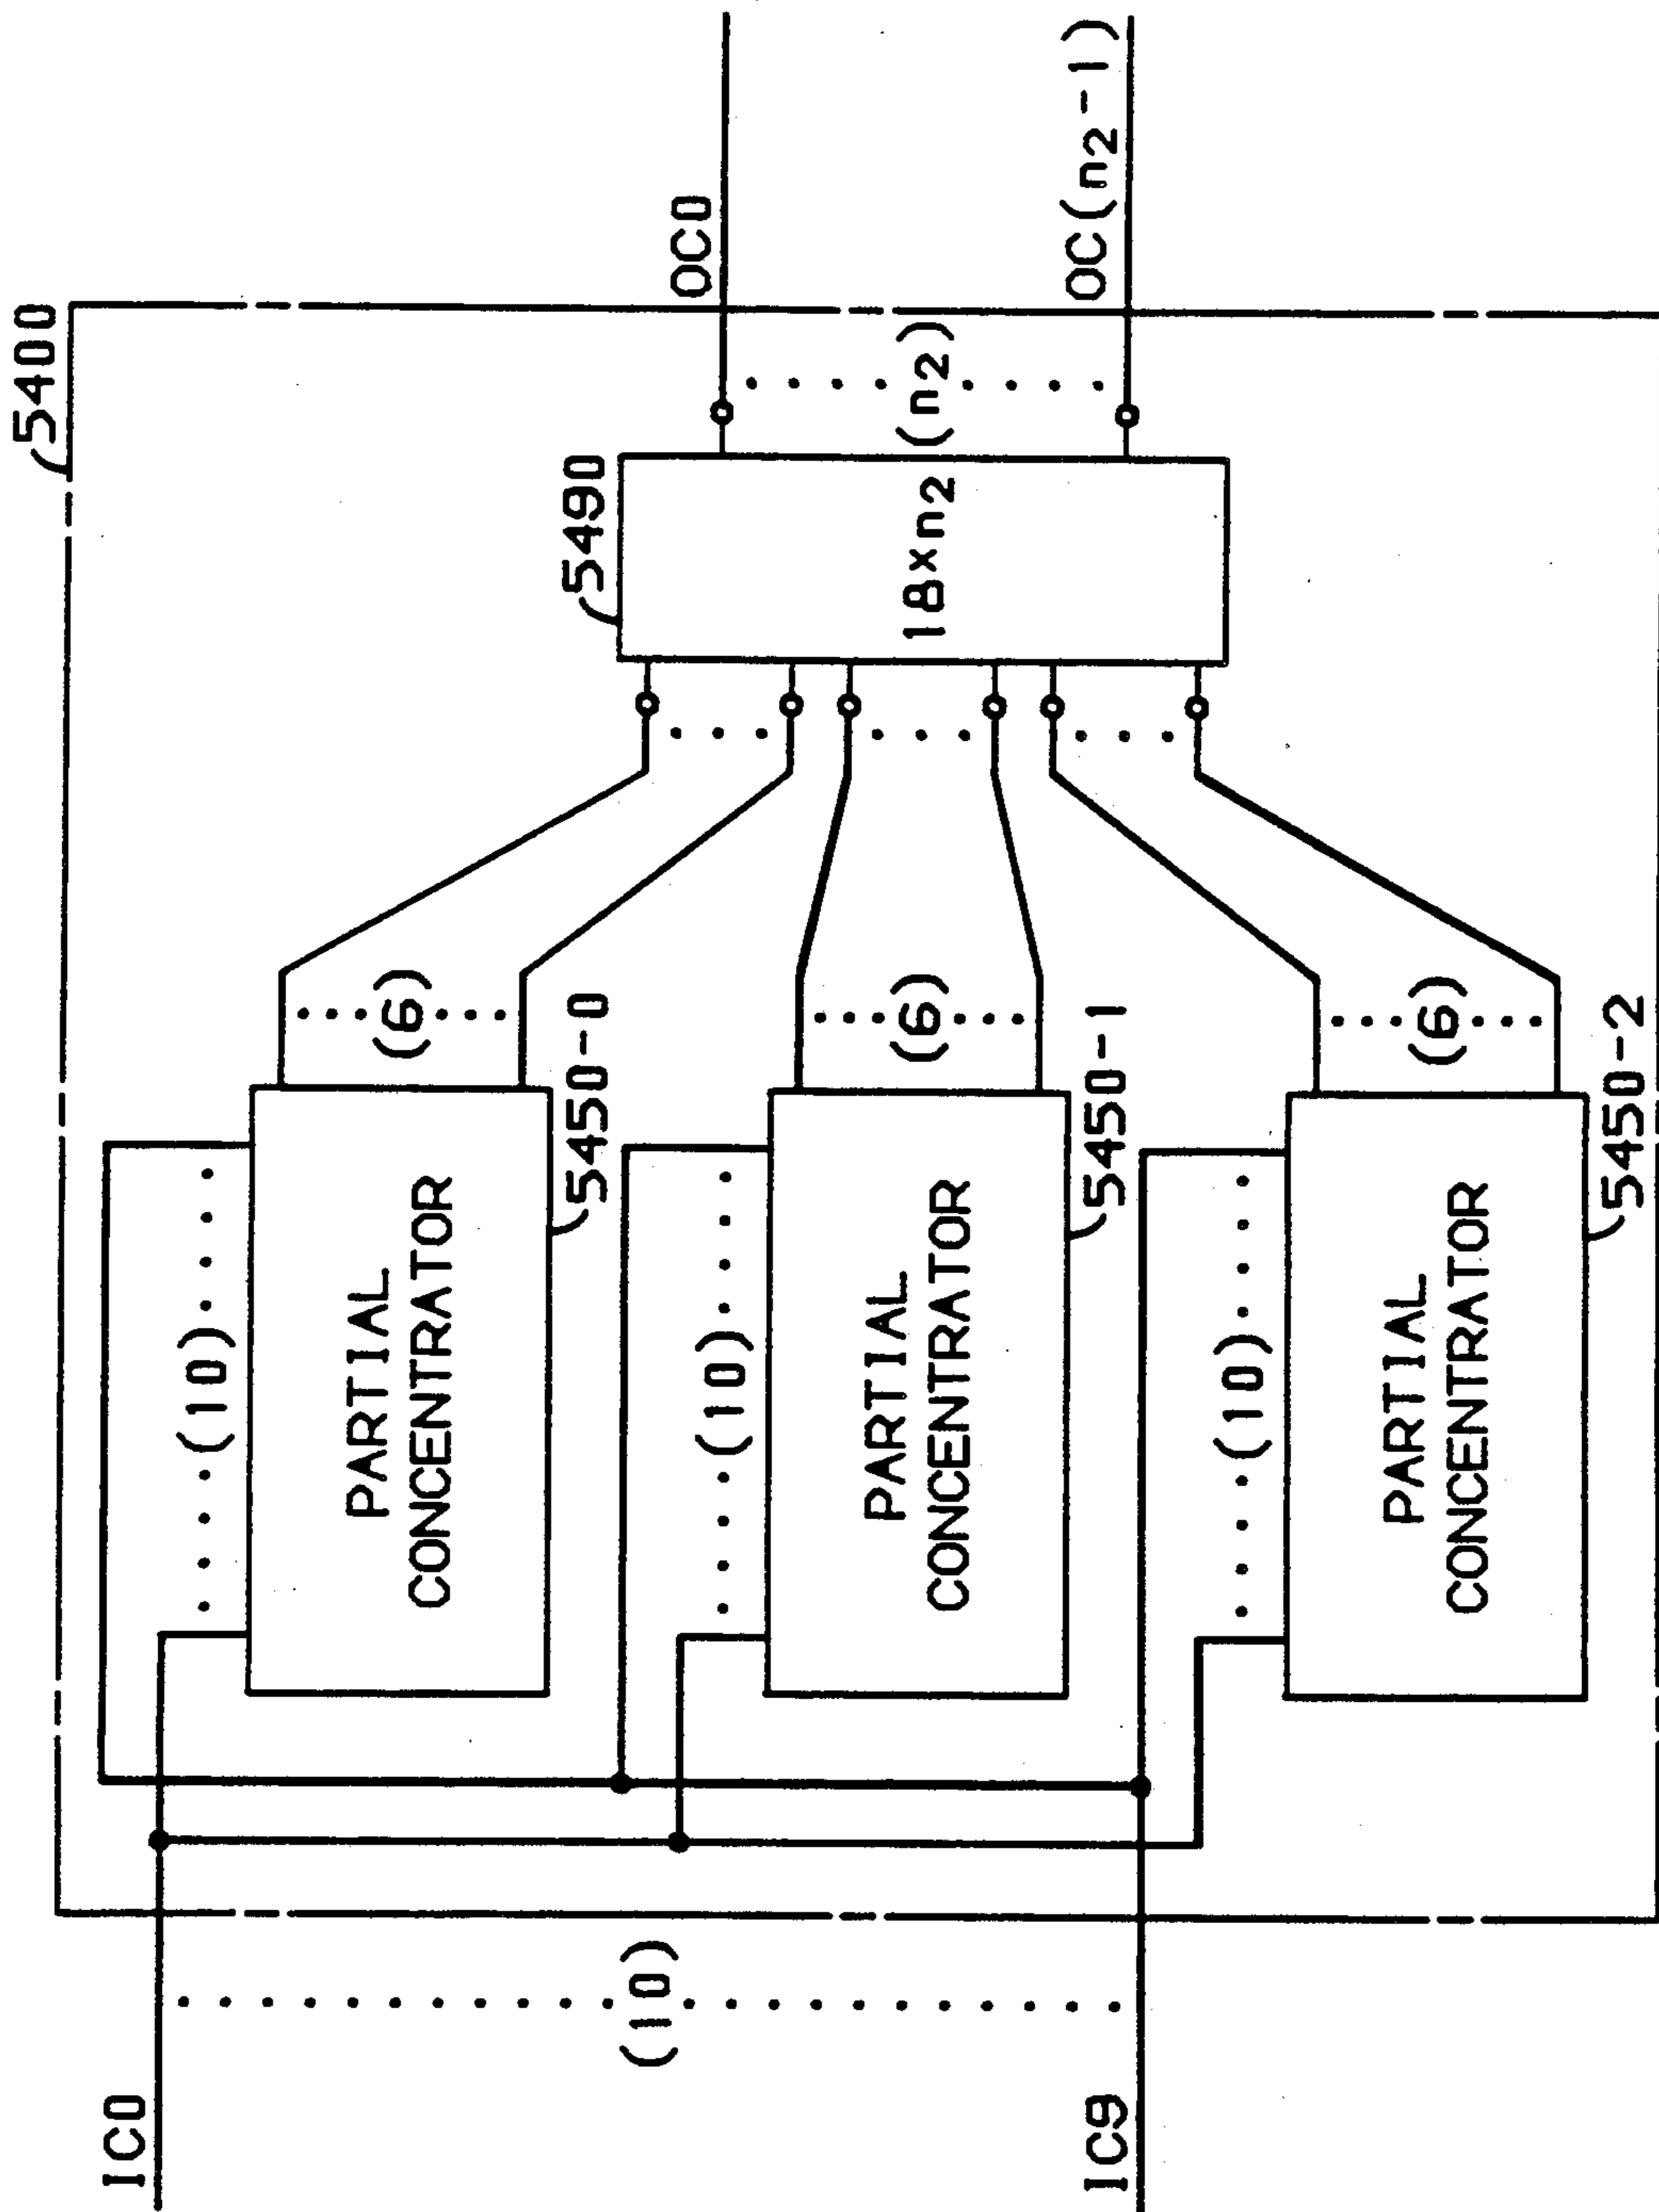 5400
IC0
(10)
IC9
(10)
PARTIAL
CONCENTRATOR
5450-0
(6)
(10)
PARTIAL
CONCENTRATOR
5450-1
(6)
(10)
PARTIAL
CONCENTRATOR
5450-2
(6)
5490
18×n₂
(n₂)
OC0
OC(n₂-1)